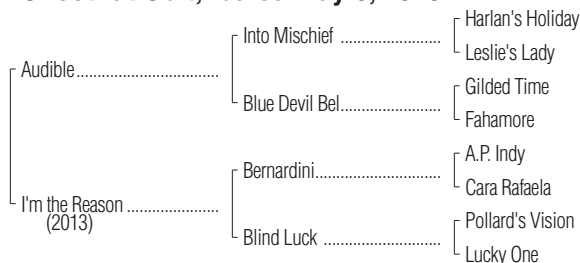 Into Mischief ....................... Harlan's Holiday
Leslie's Lady
Audible.................................
Blue Devil Bel....................... Gilded Time
Fahamore
Bernardini............................. A.P. Indy
Cara Rafaela
I'm the Reason .....................
(2013)
Blind Luck ............................ Pollard's Vision
Lucky One